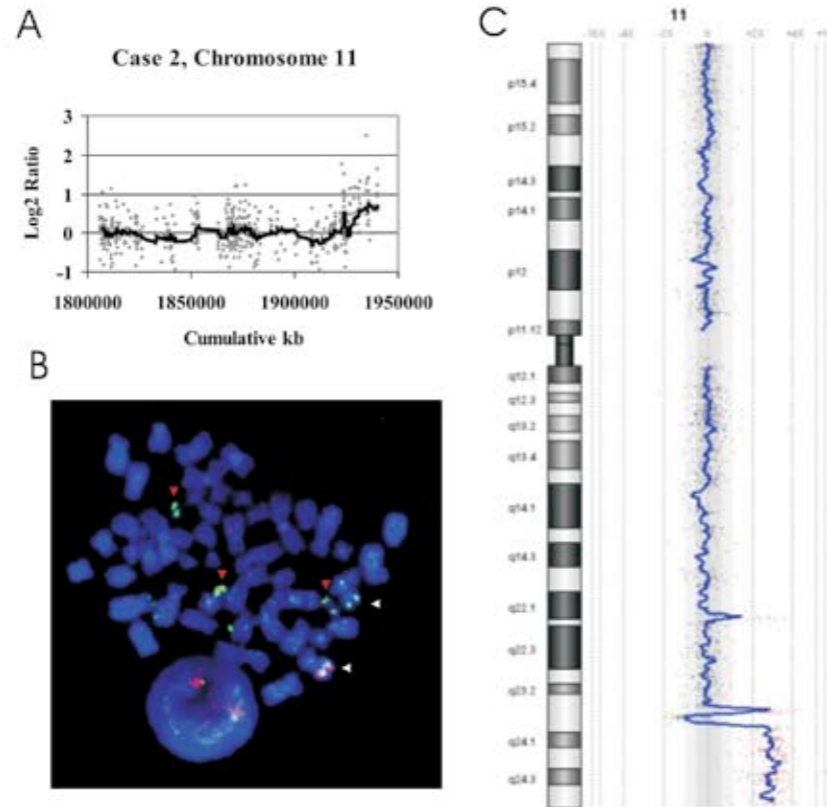 A
Case 2, Chromosome 11
Log2 Ratio
3
2
1
0
-1
1800000 1850000 1900000 1950000
Cumulative kb
B
C
11
p15.4
p15.2
p14.3
p14.1
p12
p11.12
q12.1
q12.3
q13.2
q13.4
q14.1
q14.3
q22.1
q22.3
q23.2
q24.1
q24.3